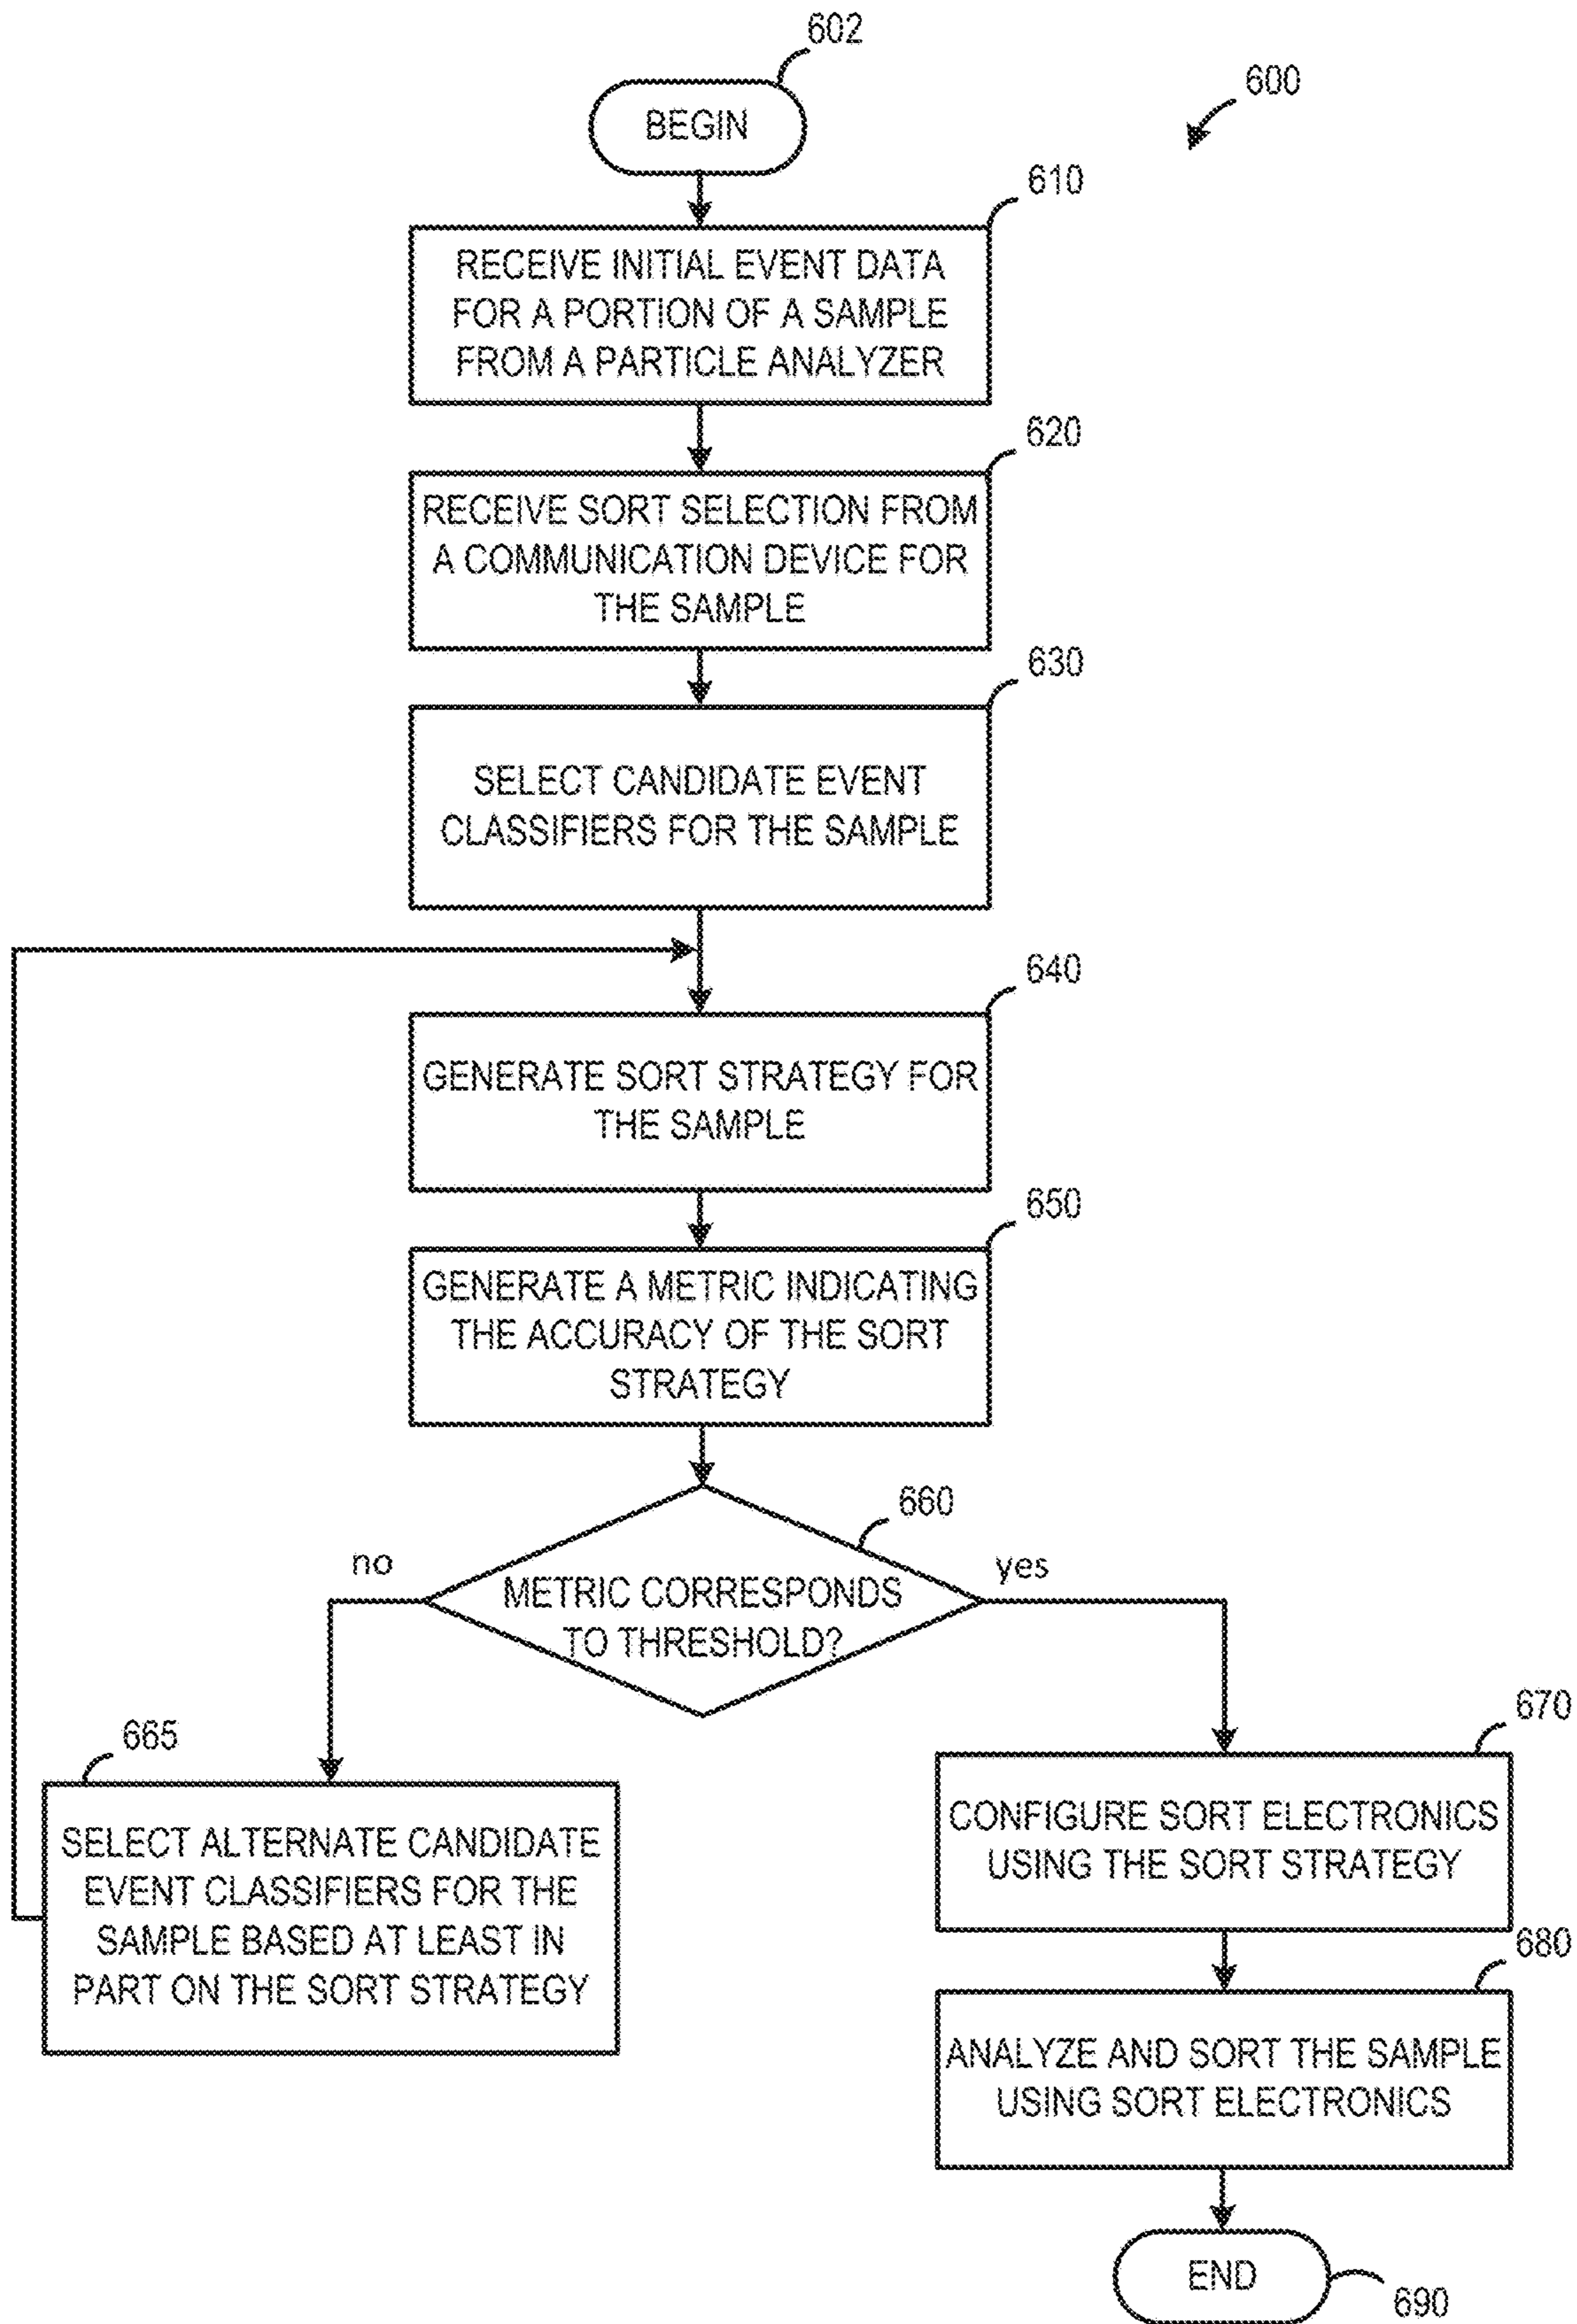 602
600
BEGIN
610
RECEIVE INITIAL EVENT DATA
FOR A PORTION OF A SAMPLE
FROM A PARTICLE ANALYZER
620
RECEIVE SORT SELECTION FROM
A COMMUNICATION DEVICE FOR
THE SAMPLE
630
SELECT CANDIDATE EVENT
CLASSIFIERS FOR THE SAMPLE
640
GENERATE SORT STRATEGY FOR
THE SAMPLE
650
GENERATE A METRIC INDICATING
THE ACCURACY OF THE SORT
STRATEGY
660
no
yes
METRIC CORRESPONDS
TO THRESHOLD?
665
SELECT ALTERNATE CANDIDATE
EVENT CLASSIFIERS FOR THE
SAMPLE BASED AT LEAST IN
PART ON THE SORT STRATEGY
670
CONFIGURE SORT ELECTRONICS
USING THE SORT STRATEGY
680
ANALYZE AND SORT THE SAMPLE
USING SORT ELECTRONICS
END
690